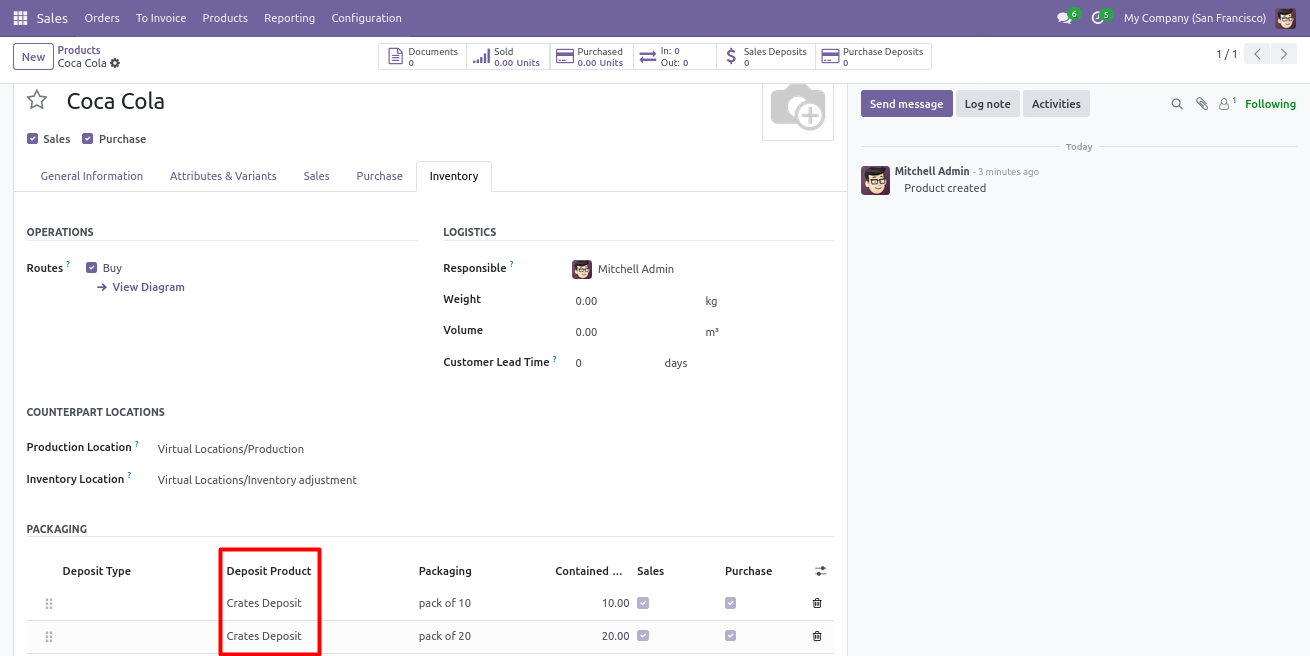 Sales Orders To Invoice Products Reporting Configuration 6 5 My Company (San Francisco)
New Products
Coca Cola
Documents 0
Sold 0.00 Units
Purchased 0.00 Units
In: 0
Out: 0
Sales Deposits 0
Purchase Deposits 0
1 / 1
Coca Cola
Sales Purchase
General Information Attributes & Variants Sales Purchase Inventory
OPERATIONS
Routes ? Buy
View Diagram
LOGISTICS
Responsible ? Mitchell Admin
Weight 0.00 kg
Volume 0.00 m³
Customer Lead Time ? 0 days
COUNTERPART LOCATIONS
Production Location ? Virtual Locations/Production
Inventory Location ? Virtual Locations/Inventory adjustment
PACKAGING
Deposit Type Deposit Product Packaging Contained ... Sales Purchase
Crates Deposit pack of 10 10.00
Crates Deposit pack of 20 20.00
Send message Log note Activities 1 Following
Today
Mitchell Admin - 3 minutes ago
Product created